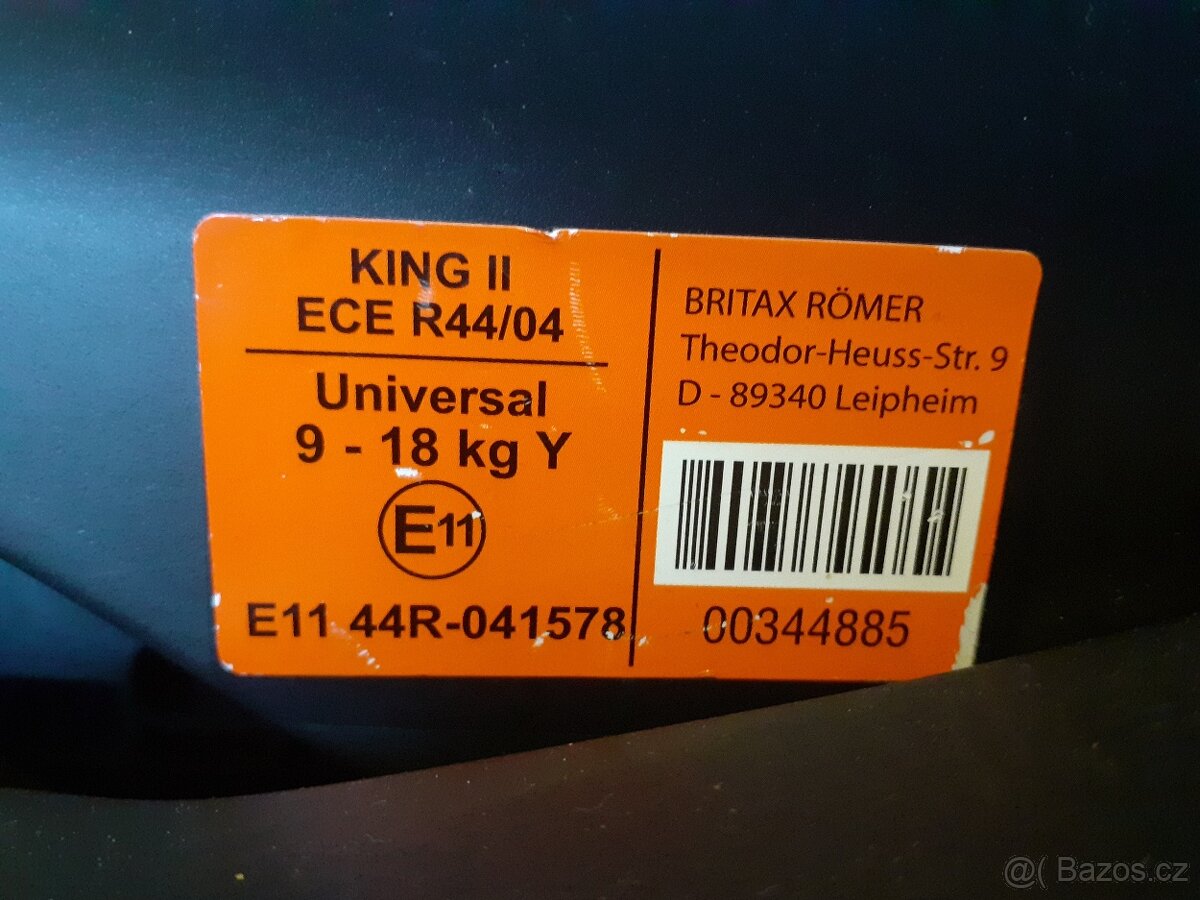 KING II
ECE R44/04
Universal
9 - 18 kg Y
E11
E11 44R-041578
BRITAX RÖMER
Theodor-Heuss-Str. 9
D - 89340 Leipheim
00344885
@( Bazos.cz